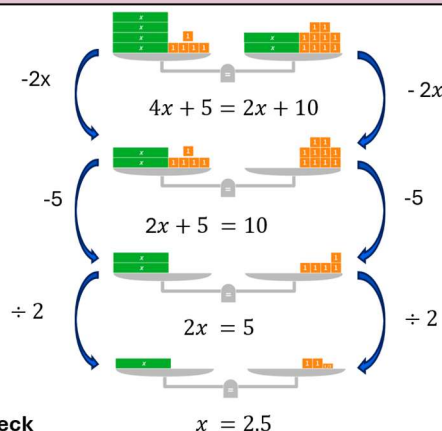 -2x
4x + 5 = 2x + 10
- 2x
-5
2x + 5 = 10
-5
÷ 2
2x = 5
÷ 2
eck
x = 2.5